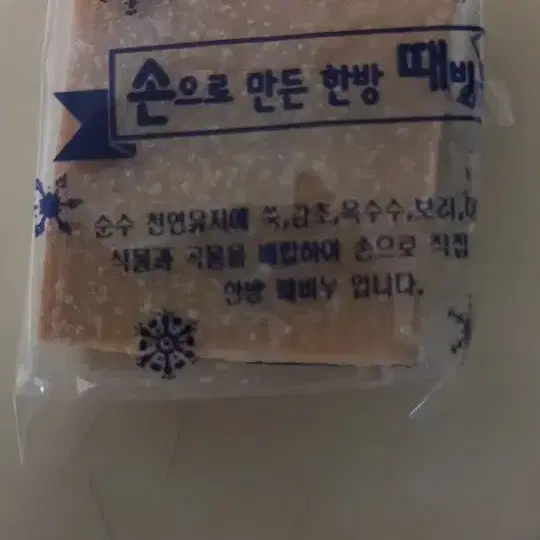 손으로 만든 한방 때비
순수 천연유지에 쑥,감초,옥수수,보리,
식물과 곡물을 배합하여 손으로 직접
한방 때비누 입니다.